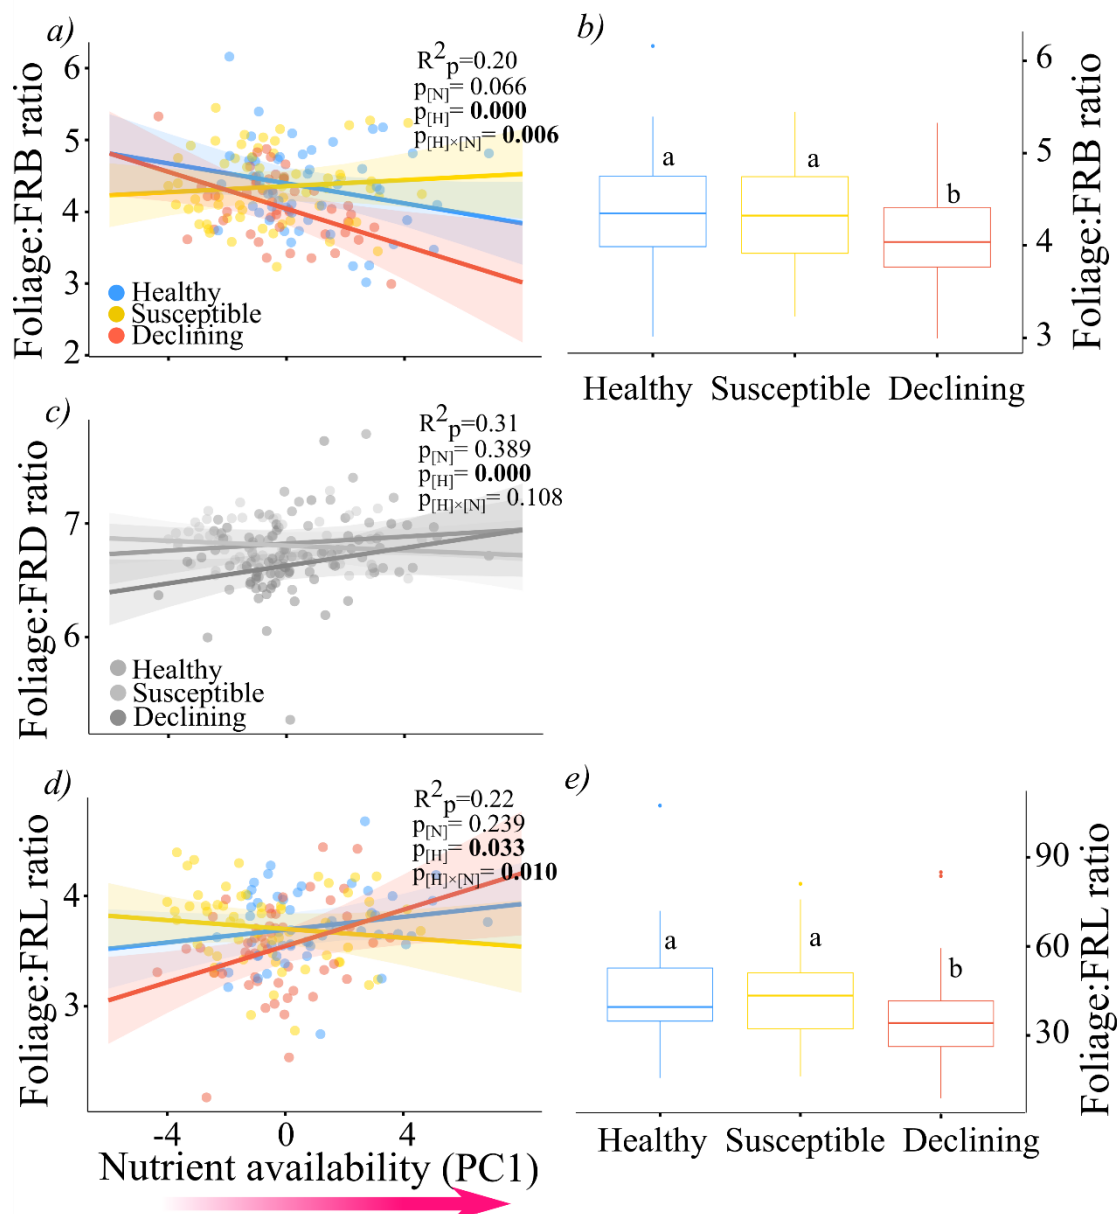 a)
R²p=0.20
p[N]= 0.066
p[H]= 0.000
p[H]×[N]= 0.006
Foliage:FRB ratio
6
5
4
3
2
Healthy
Susceptible
Declining
b)
a
a
b
6
5
4
3
Foliage:FRB ratio
Healthy Susceptible Declining
c)
R²p=0.31
p[N]= 0.389
p[H]= 0.000
p[H]×[N]= 0.108
Foliage:FRD ratio
7
6
Healthy
Susceptible
Declining
d)
R²p=0.22
p[N]= 0.239
p[H]= 0.033
p[H]×[N]= 0.010
Foliage:FRL ratio
4
3
-4 0 4
Nutrient availability (PC1)
e)
a
a
b
90
60
30
Foliage:FRL ratio
Healthy Susceptible Declining